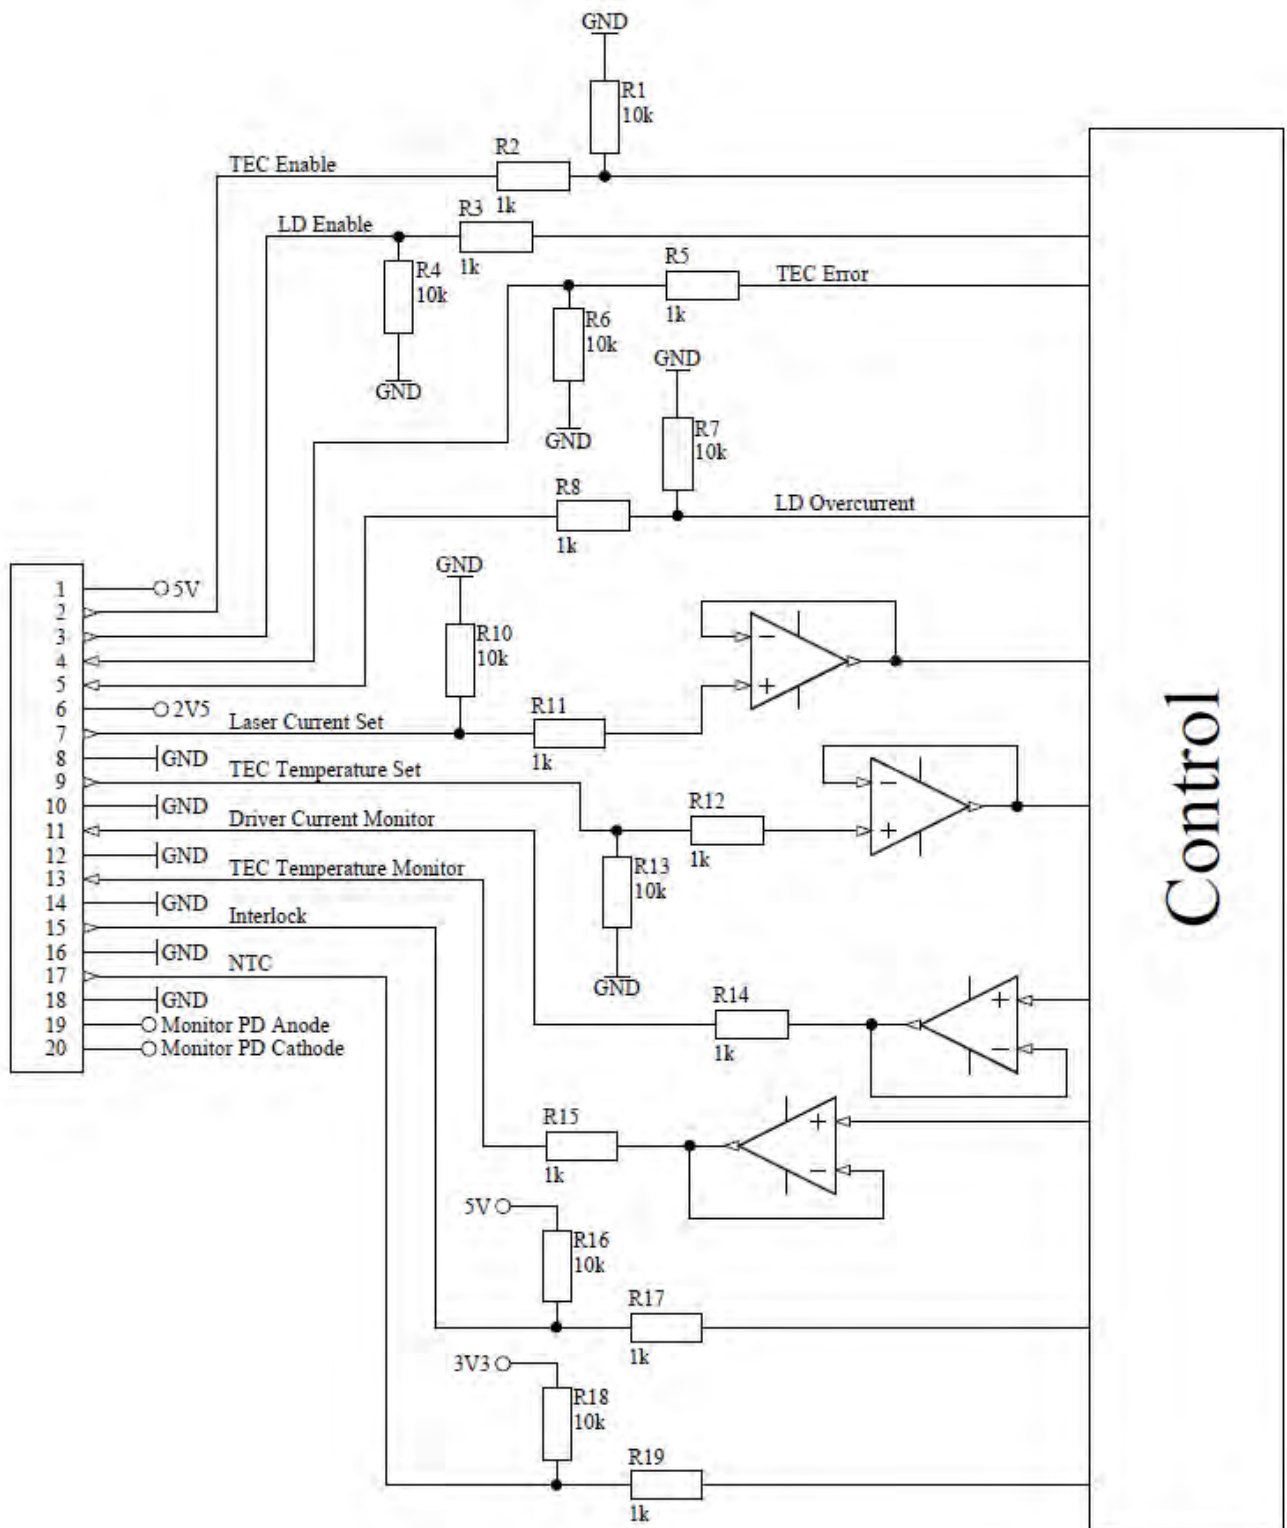 GND
R1
10k
R2
TEC Enable
1k
R3
LD Enable
1k
R4
10k
GND
R5
TEC Error
1k
R6
10k
GND
GND
R7
10k
R8
LD Overcurrent
1k
GND
R10
10k
1
5V
2
3
4
5
6
2V5
7
Laser Current Set
R11
1k
-
+
8
GND
9
TEC Temperature Set
R12
1k
-
+
10
GND
11
Driver Current Monitor
R13
10k
GND
12
GND
13
TEC Temperature Monitor
14
GND
15
Interlock
16
GND
17
NTC
18
GND
19
Monitor PD Anode
20
Monitor PD Cathode
R14
1k
+
-
R15
1k
+
-
5V
R16
10k
R17
1k
3V3
R18
10k
R19
1k
Control